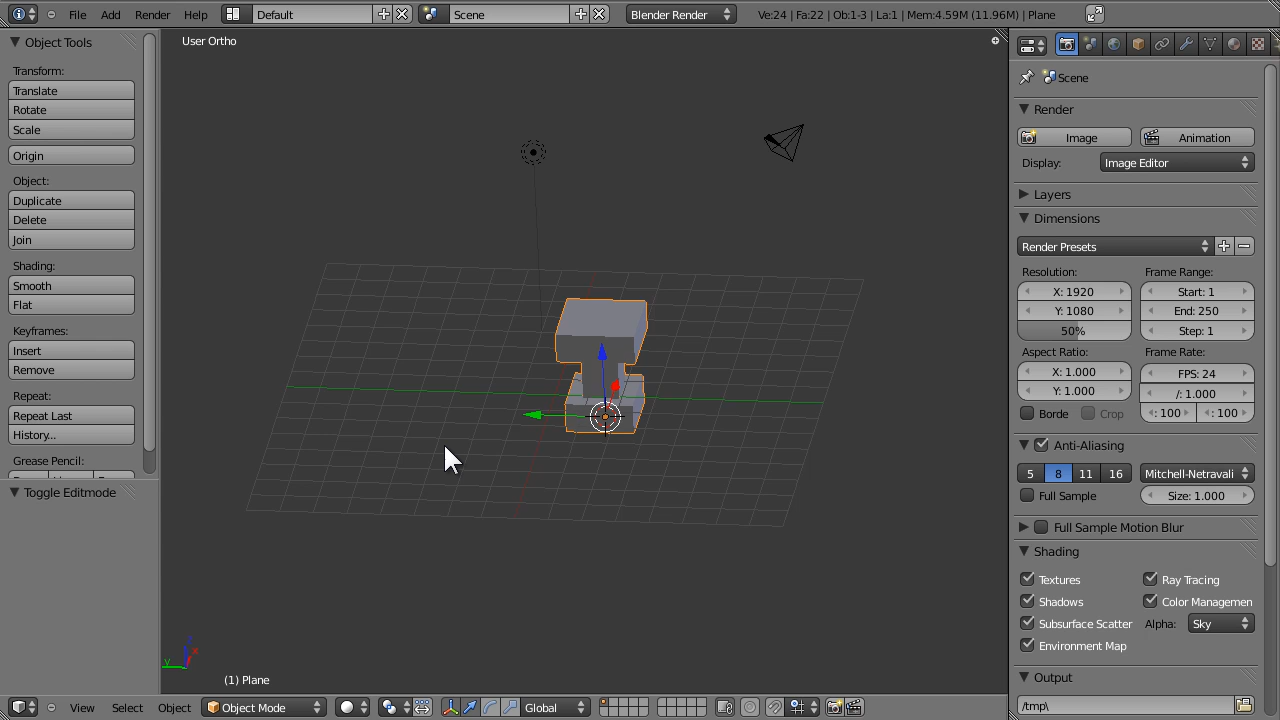 File Add Render Help Default Scene Blender Render Ve:24 | Fa:22 | Ob:1-3 | La:1 | Mem:4.59M (11.96M) | Plane
Object Tools
Transform:
Translate
Rotate
Scale
Origin
Object:
Duplicate
Delete
Join
Shading:
Smooth
Flat
Keyframes:
Insert
Remove
Repeat:
Repeat Last
History...
Grease Pencil:
Toggle Editmode
User Ortho
z
x
y
(1) Plane
View Select Object Object Mode Global
Scene
Render
Image Animation
Display: Image Editor
Layers
Dimensions
Render Presets
Resolution: Frame Range:
X: 1920 Start: 1
Y: 1080 End: 250
50% Step: 1
Aspect Ratio: Frame Rate:
X: 1.000 FPS: 24
Y: 1.000 /: 1.000
Borde Crop : 100 : 100
Anti-Aliasing
5 8 11 16 Mitchell-Netravali
Full Sample Size: 1.000
Full Sample Motion Blur
Shading
Textures Ray Tracing
Shadows Color Managemen
Subsurface Scatter Alpha: Sky
Environment Map
Output
/tmp\